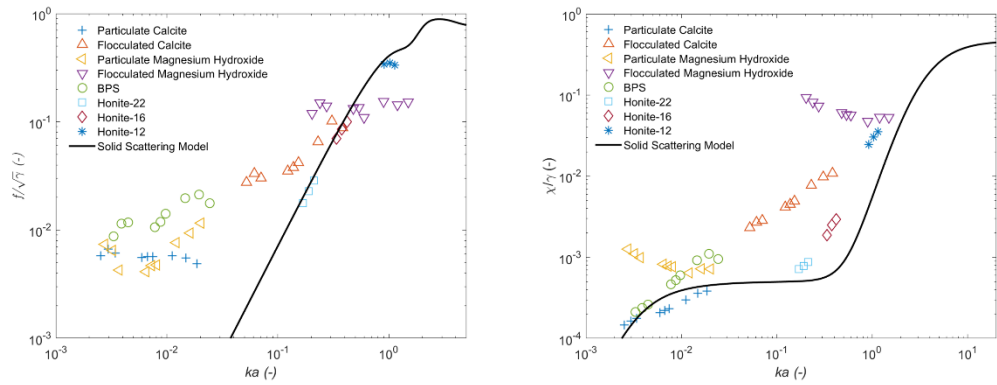 10^0
10^-1
10^-2
10^-3
f/√γ (-)
Particulate Calcite
Flocculated Calcite
Particulate Magnesium Hydroxide
Flocculated Magnesium Hydroxide
BPS
Honite-22
Honite-16
Honite-12
Solid Scattering Model
10^-3
10^-2
10^-1
10^0
ka (-)
10^0
10^-1
10^-2
10^-3
10^-4
χ/γ (-)
Particulate Calcite
Flocculated Calcite
Particulate Magnesium Hydroxide
Flocculated Magnesium Hydroxide
BPS
Honite-22
Honite-16
Honite-12
Solid Scattering Model
10^-3
10^-2
10^-1
10^0
10^1
ka (-)